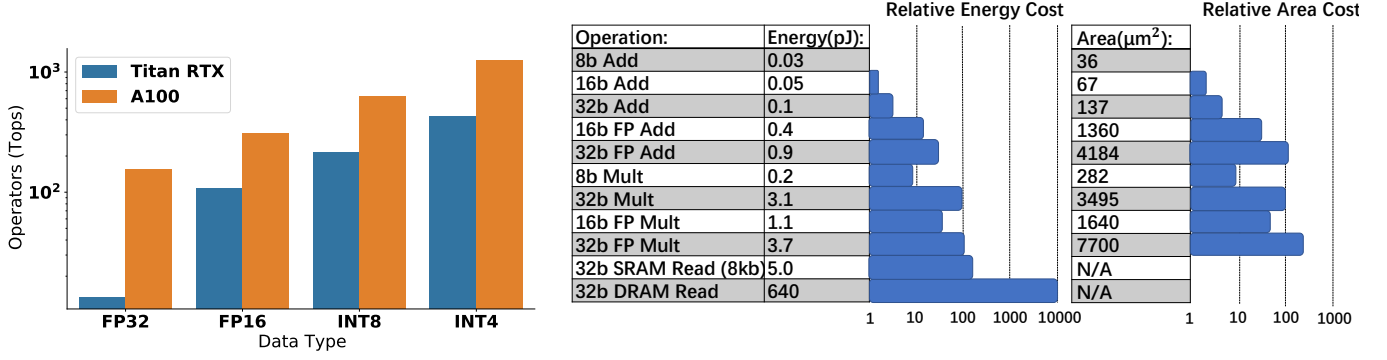 Operators (Tops)
10³
10²
Titan RTX
A100
FP32 FP16 INT8 INT4
Data Type
Relative Energy Cost
Relative Area Cost
Operation: Energy(pJ): Area(μm²):
8b Add 0.03 36
16b Add 0.05 67
32b Add 0.1 137
16b FP Add 0.4 1360
32b FP Add 0.9 4184
8b Mult 0.2 282
32b Mult 3.1 3495
16b FP Mult 1.1 1640
32b FP Mult 3.7 7700
32b SRAM Read (8kb) 5.0 N/A
32b DRAM Read 640 N/A
1 10 100 1000 10000
1 10 100 1000